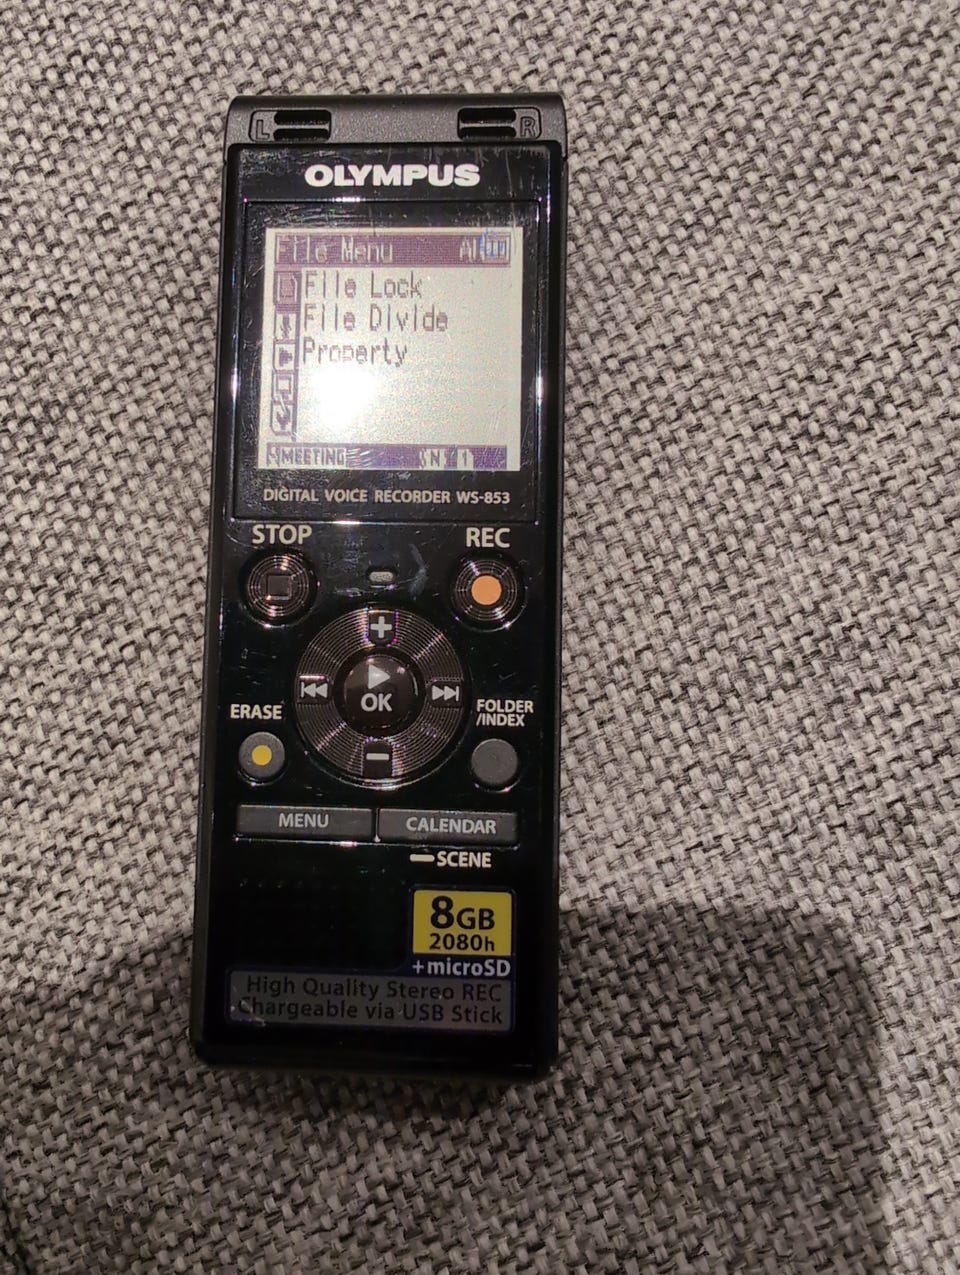 L R
OLYMPUS
File Menu
File Lock
File Divide
Property
MEETING
DIGITAL VOICE RECORDER WS-853
STOP REC
OK
ERASE
FOLDER
/INDEX
MENU CALENDAR
SCENE
8GB
2080h
+microSD
High Quality Stereo REC
Chargeable via USB Stick